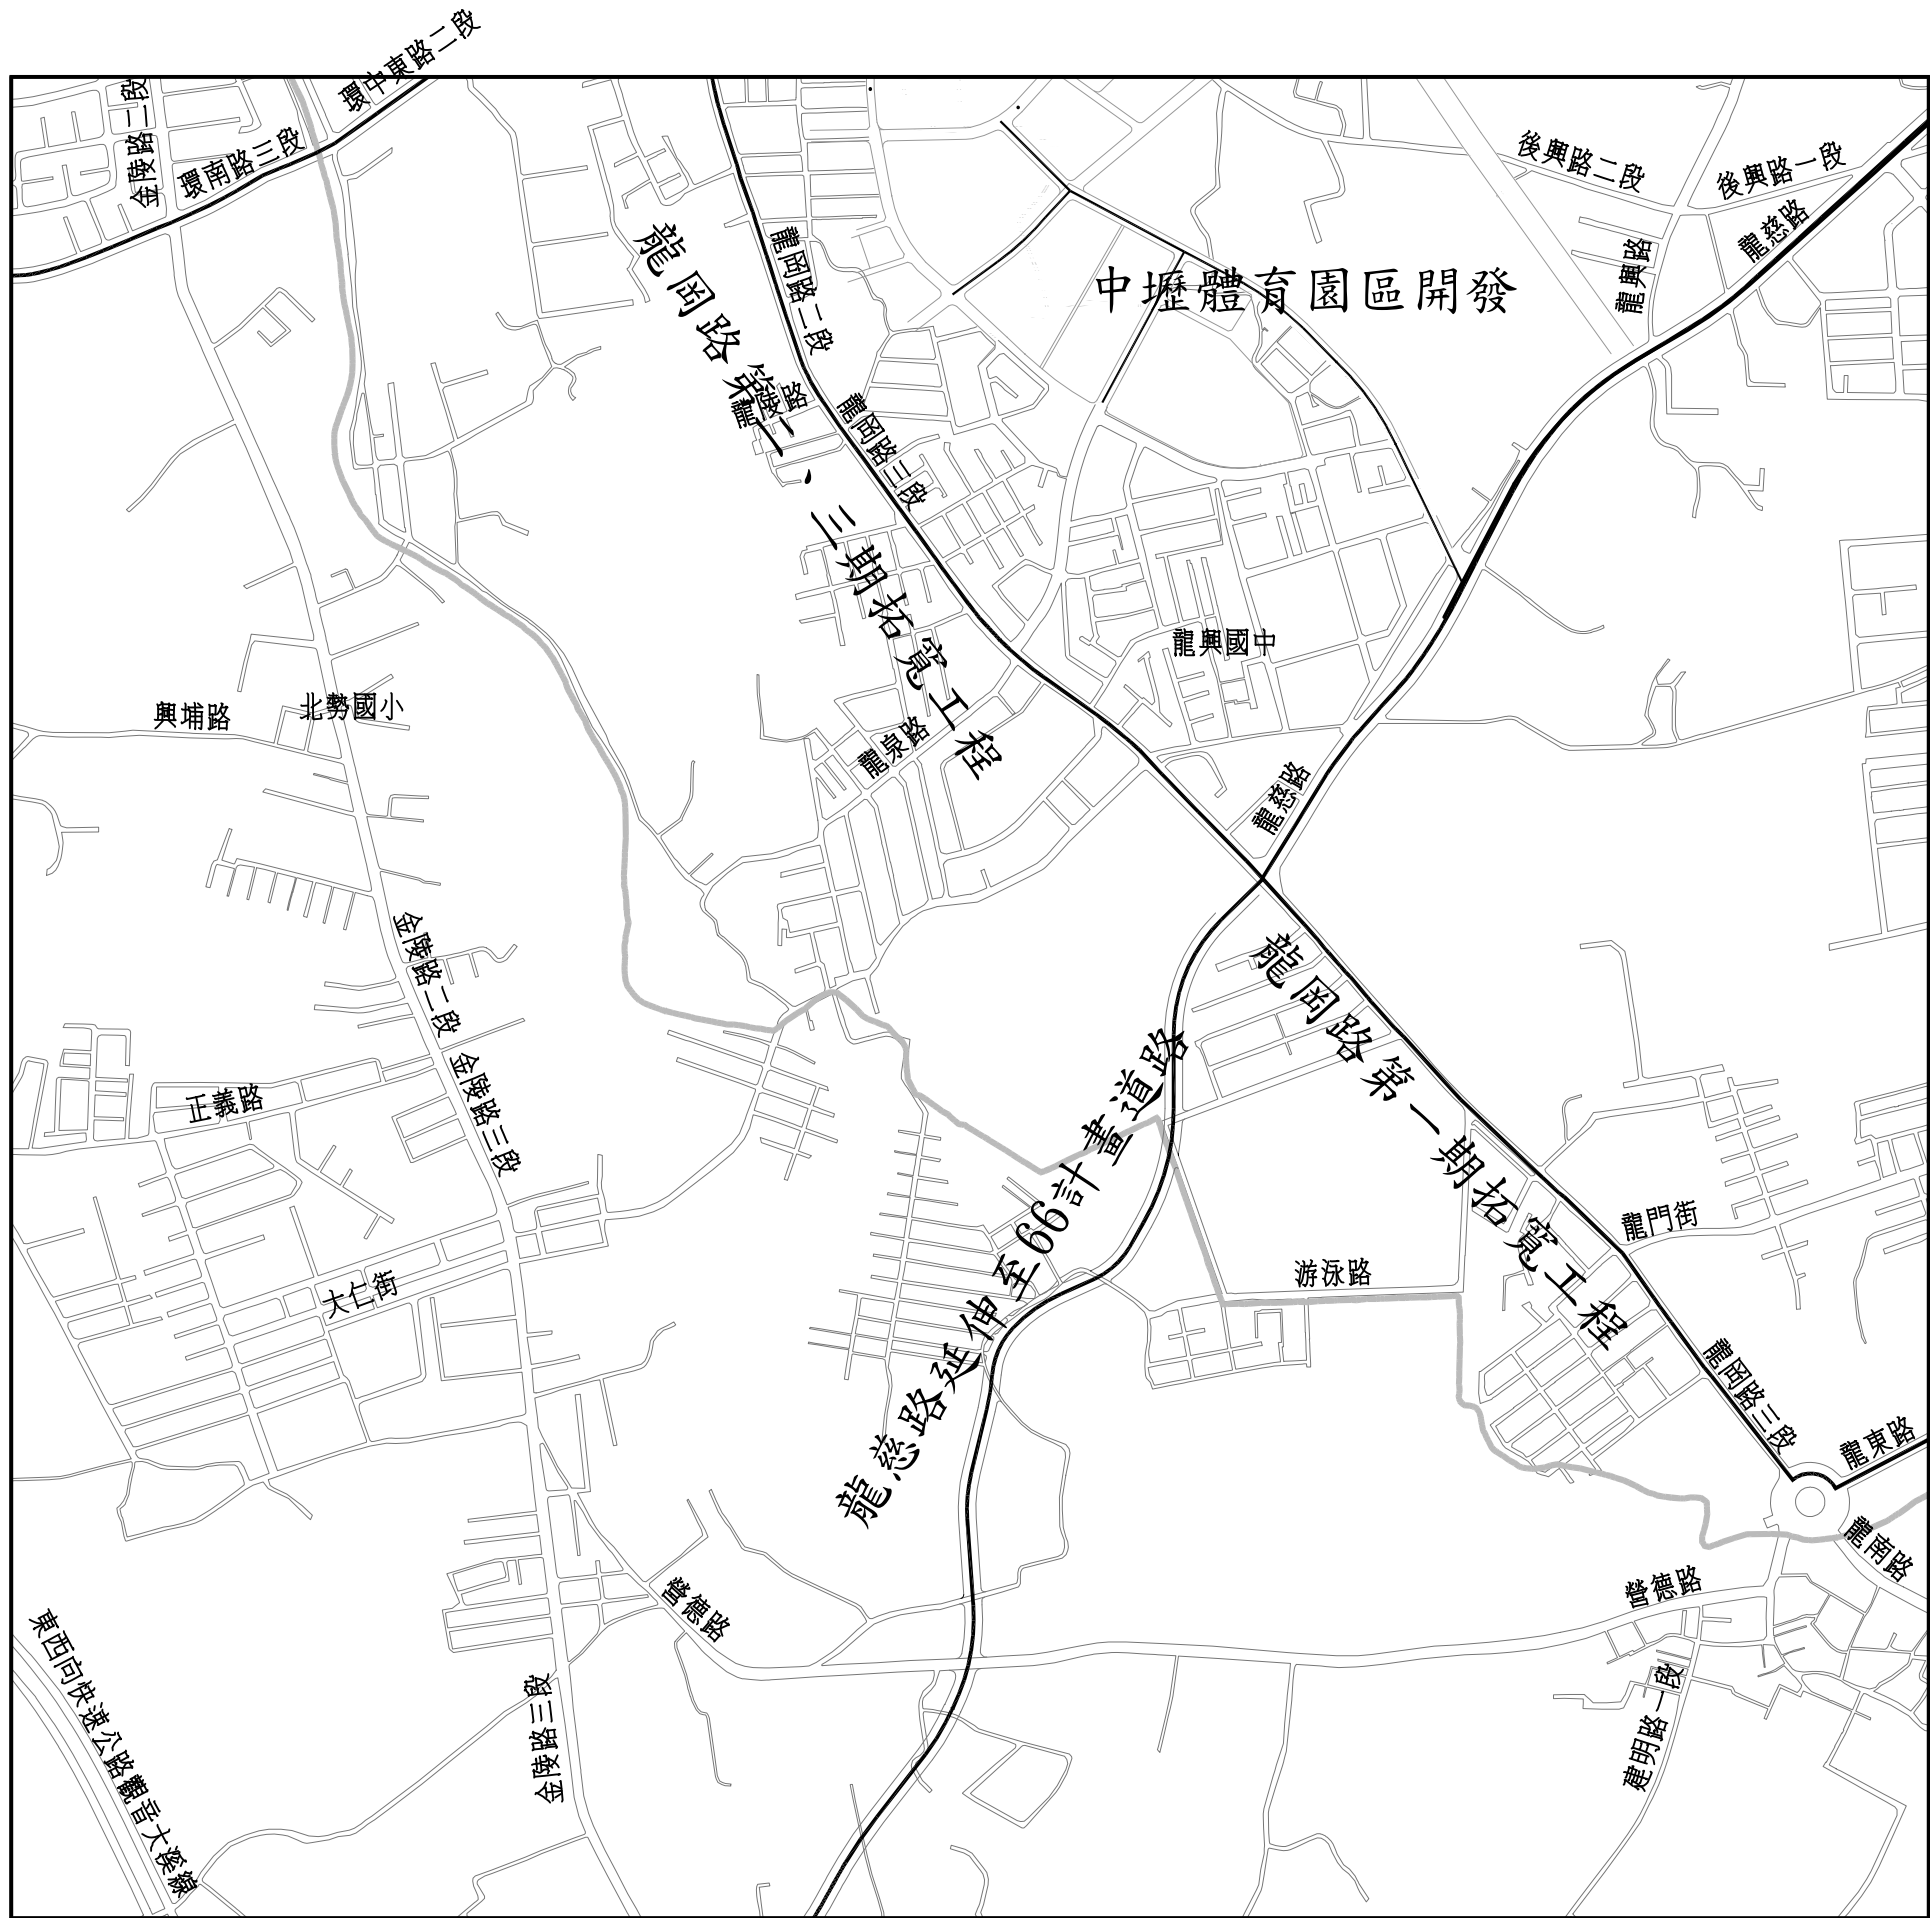 環中東路二段
金陵路二段
環南路三段
後興路二段
後興路一段
龍慈路
龍興路
龍岡路二段
中壢體育園區開發
龍岡路第二、三期拓寬工程
龍陵路
龍岡路三段
龍興國中
興埔路
北勢國小
龍泉路
龍慈路
金陵路二段
龍岡路第一期拓寬工程
龍慈路延伸至66計畫道路
金陵路三段
正義路
龍門街
游泳路
大仁街
龍岡路三段
龍東路
龍南路
營德路
營德路
建明路一段
金陵路三段
東西向快速公路觀音大溪線